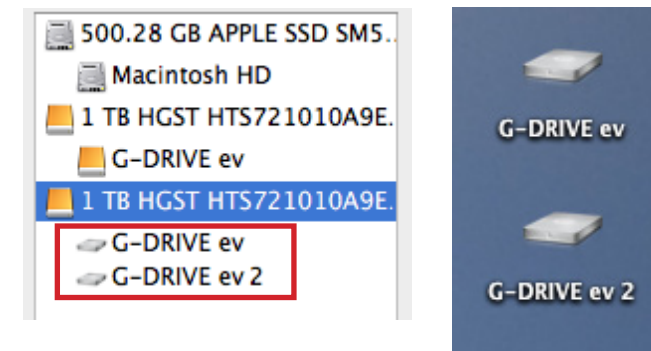 500.28 GB APPLE SSD SM5..
Macintosh HD
1 TB HGST HTS721010A9E.
G-DRIVE ev
1 TB HGST HTS721010A9E.
G-DRIVE ev
G-DRIVE ev 2
G-DRIVE ev
G-DRIVE ev 2